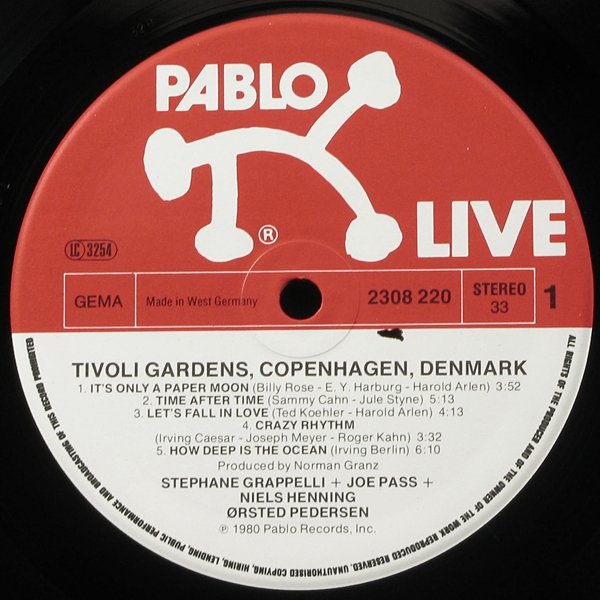 PABLO
LIVE
®
LC 3254
GEMA
Made in West Germany
2308 220
STEREO
33
1
TIVOLI GARDENS, COPENHAGEN, DENMARK
1. IT'S ONLY A PAPER MOON (Billy Rose - E. Y. Harburg - Harold Arlen) 3:52
2. TIME AFTER TIME (Sammy Cahn - Jule Styne) 5:13
3. LET'S FALL IN LOVE (Ted Koehler - Harold Arlen) 4:13
4. CRAZY RHYTHM
(Irving Caesar - Joseph Meyer - Roger Kahn) 3:32
5. HOW DEEP IS THE OCEAN (Irving Berlin) 6:10
Produced by Norman Granz
STEPHANE GRAPPELLI + JOE PASS +
NIELS HENNING
ØRSTED PEDERSEN
℗ 1980 Pablo Records, Inc.
ALL RIGHTS OF THE PRODUCER AND OF THE OWNER OF THE WORK REPRODUCED RESERVED. UNAUTHORISED COPYING, HIRING, LENDING, PUBLIC PERFORMANCE AND BROADCASTING OF THIS RECORD PROHIBITED